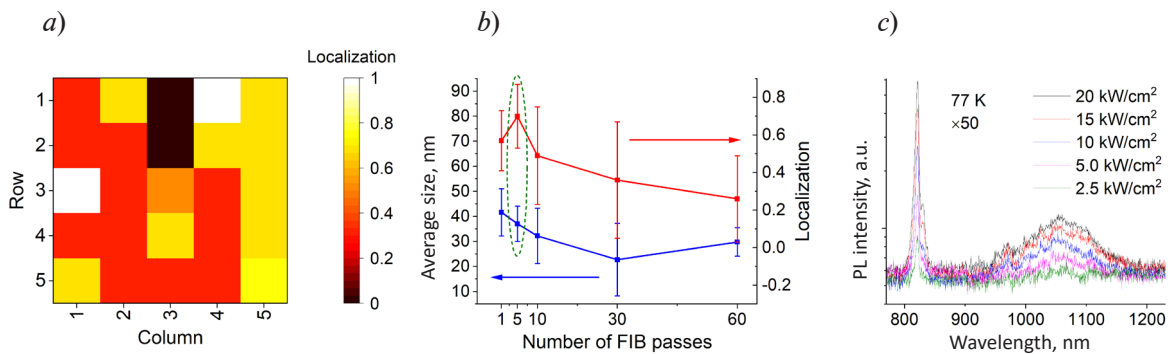 a)
b)
c)
Localization
1
2
3
4
5
Row
1
2
3
4
5
Column
1
0.8
0.6
0.4
0.2
0
90
80
70
60
50
40
30
20
10
Average size, nm
1
5
10
30
60
Number of FIB passes
0.8
0.6
0.4
0.2
0.0
−0.2
Localization
PL intensity, a.u.
77 K
×50
20 kW/cm²
15 kW/cm²
10 kW/cm²
5.0 kW/cm²
2.5 kW/cm²
800
900
1000
1100
1200
Wavelength, nm